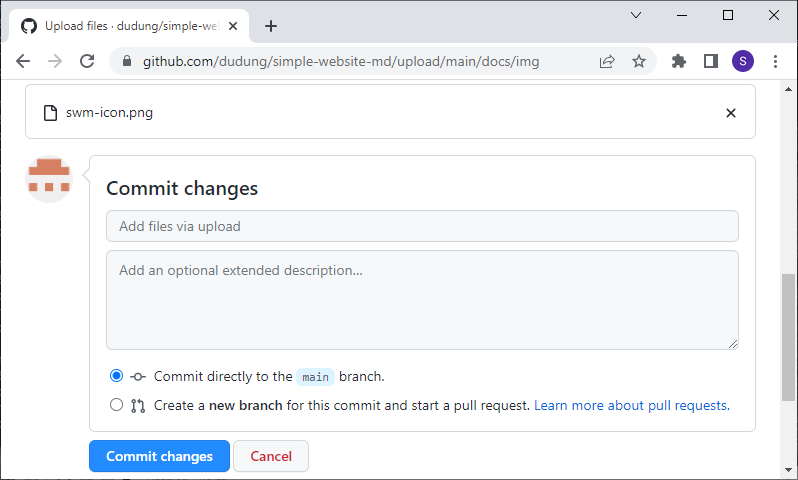 Upload files · dudung/simple-we
github.com/dudung/simple-website-md/upload/main/docs/img
S
swm-icon.png
Commit changes
Add files via upload
Add an optional extended description...
Commit directly to the main branch.
Create a new branch for this commit and start a pull request. Learn more about pull requests.
Commit changes
Cancel